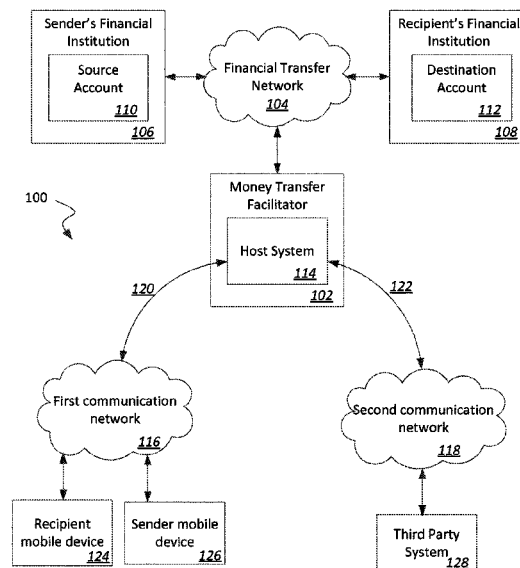 Sender's Financial
Institution
Source
Account
110
106
Financial Transfer
Network
104
Recipient's Financial
Institution
Destination
Account
112
108
100
Money Transfer
Facilitator
Host System
114
102
120
122
First communication
network
116
Second communication
network
118
Recipient
mobile device
124
Sender mobile
device
126
Third Party
System
128